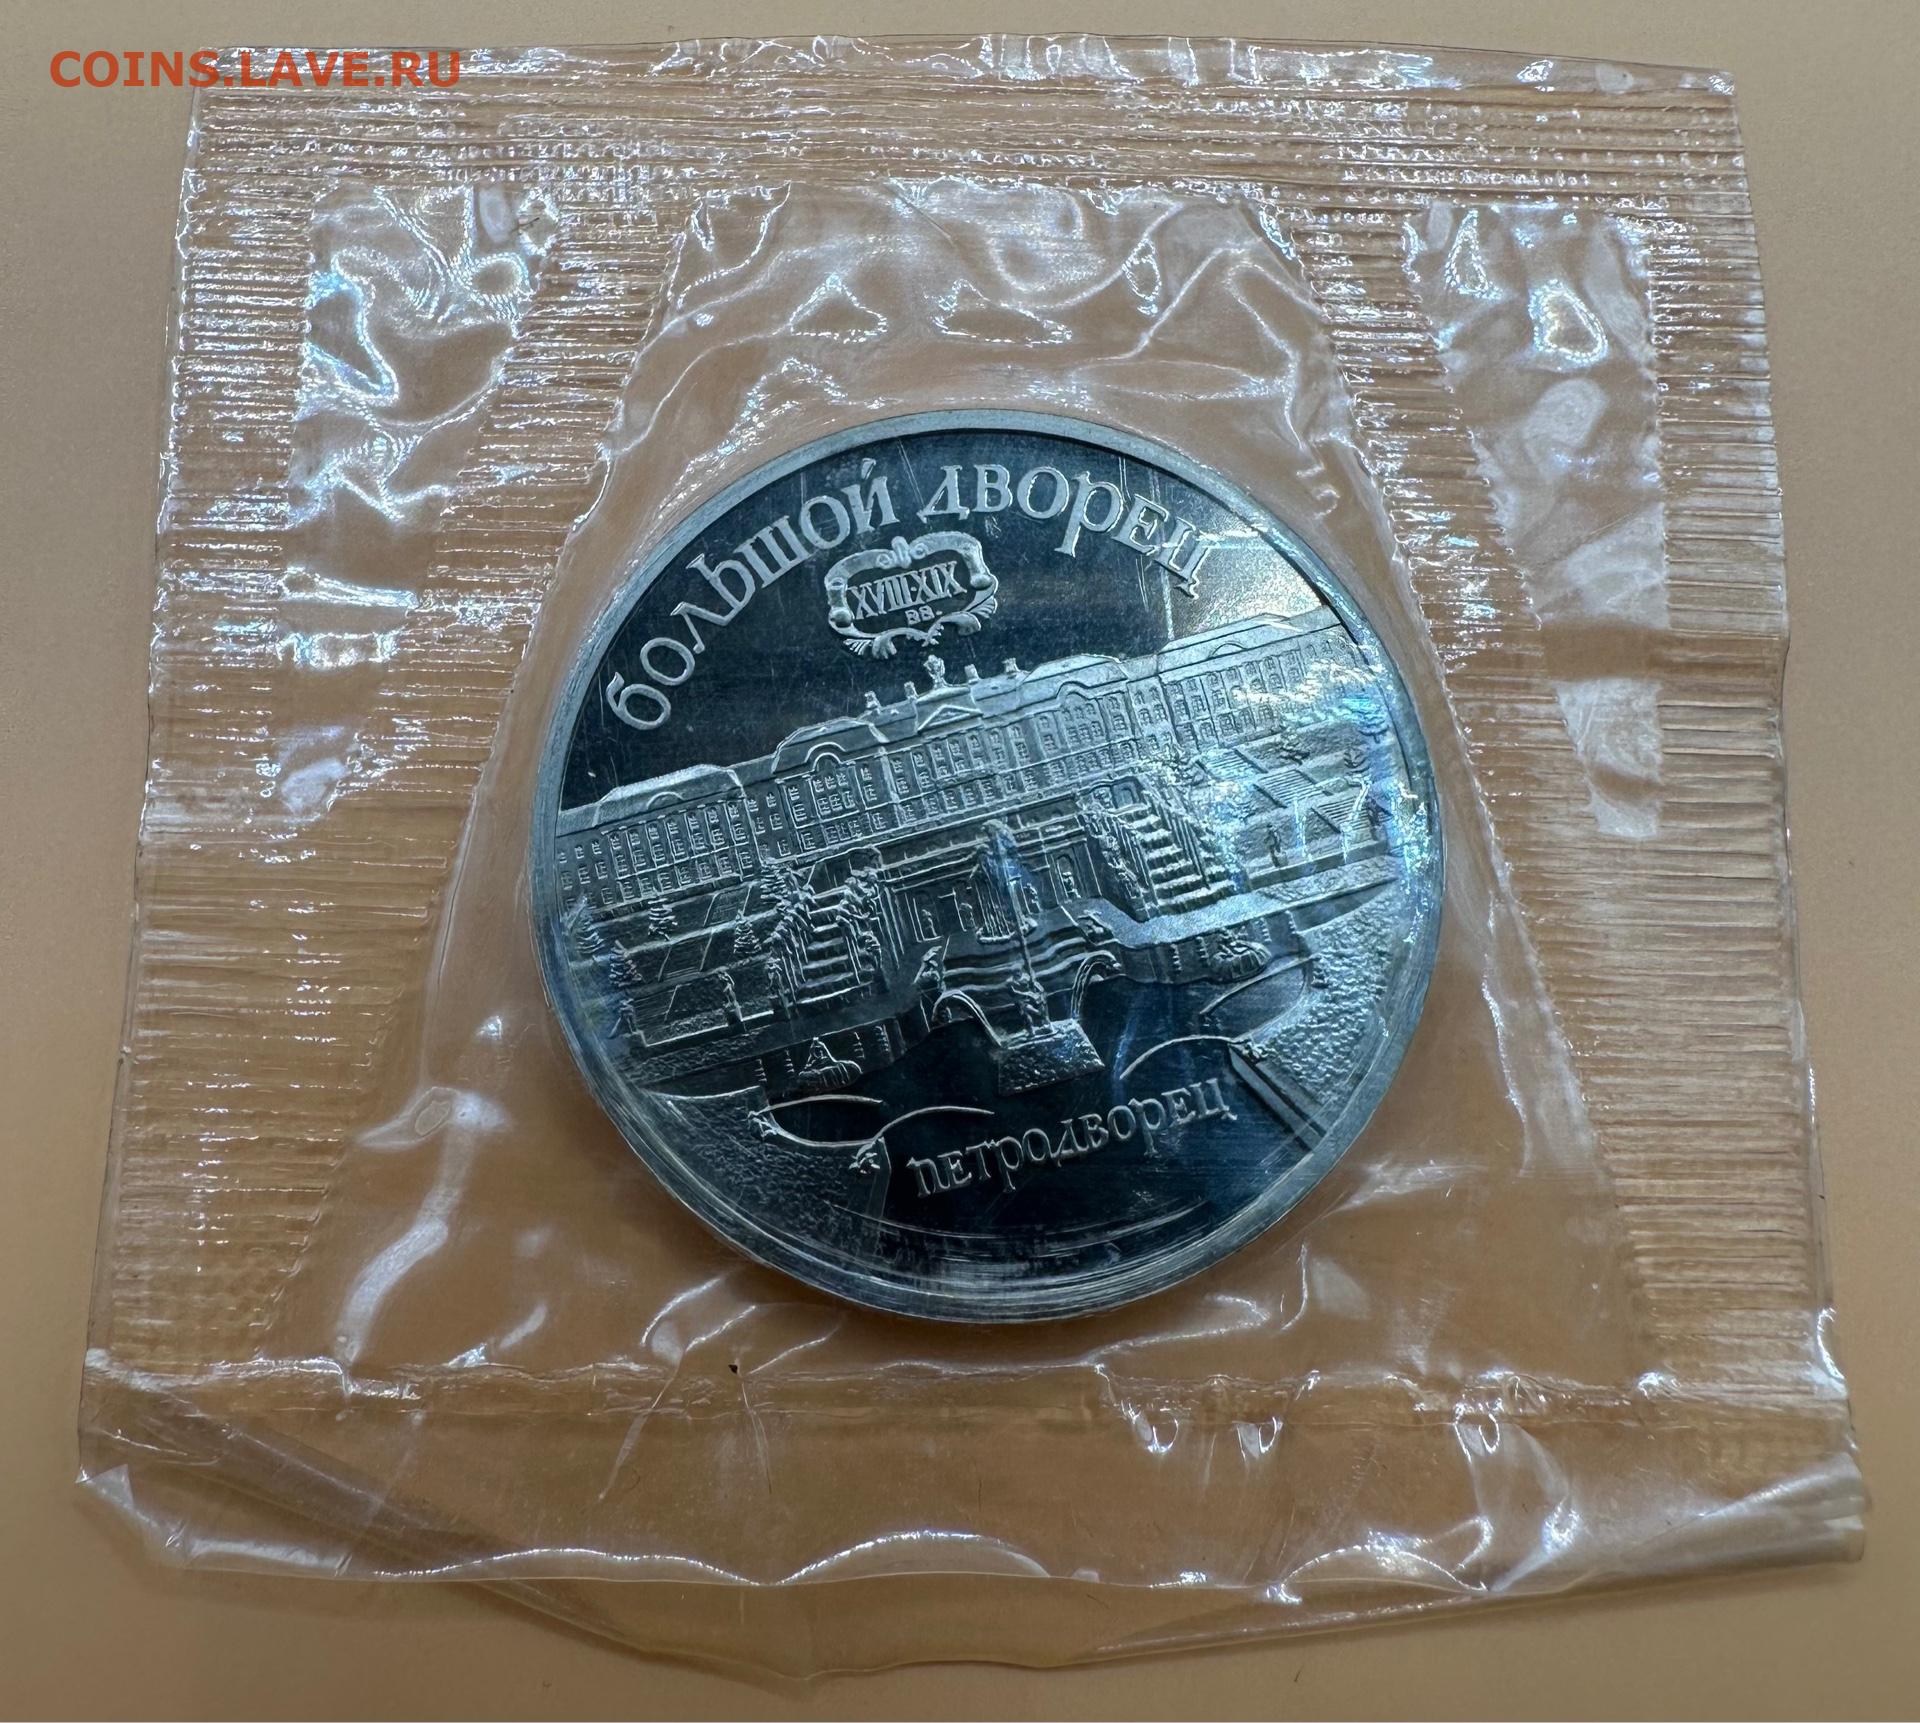 COINS.LAVE.RU
БОЛЬШОЙ ДВОРЕЦ
XVIII-XIX
ВВ.
ПЕТРОДВОРЕЦ